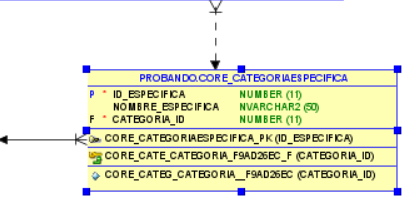 PROBANDO.CORE_CATEGORIAESPECIFICA
P * ID_ESPECIFICA NUMBER (11)
NOMBRE_ESPECIFICA NVARCHAR2 (50)
F * CATEGORIA_ID NUMBER (11)
CORE_CATEGORIAESPECIFICA_PK (ID_ESPECIFICA)
CORE_CATE_CATEGORIA_F9AD26EC_F (CATEGORIA_ID)
CORE_CATEG_CATEGORIA__F9AD26EC (CATEGORIA_ID)